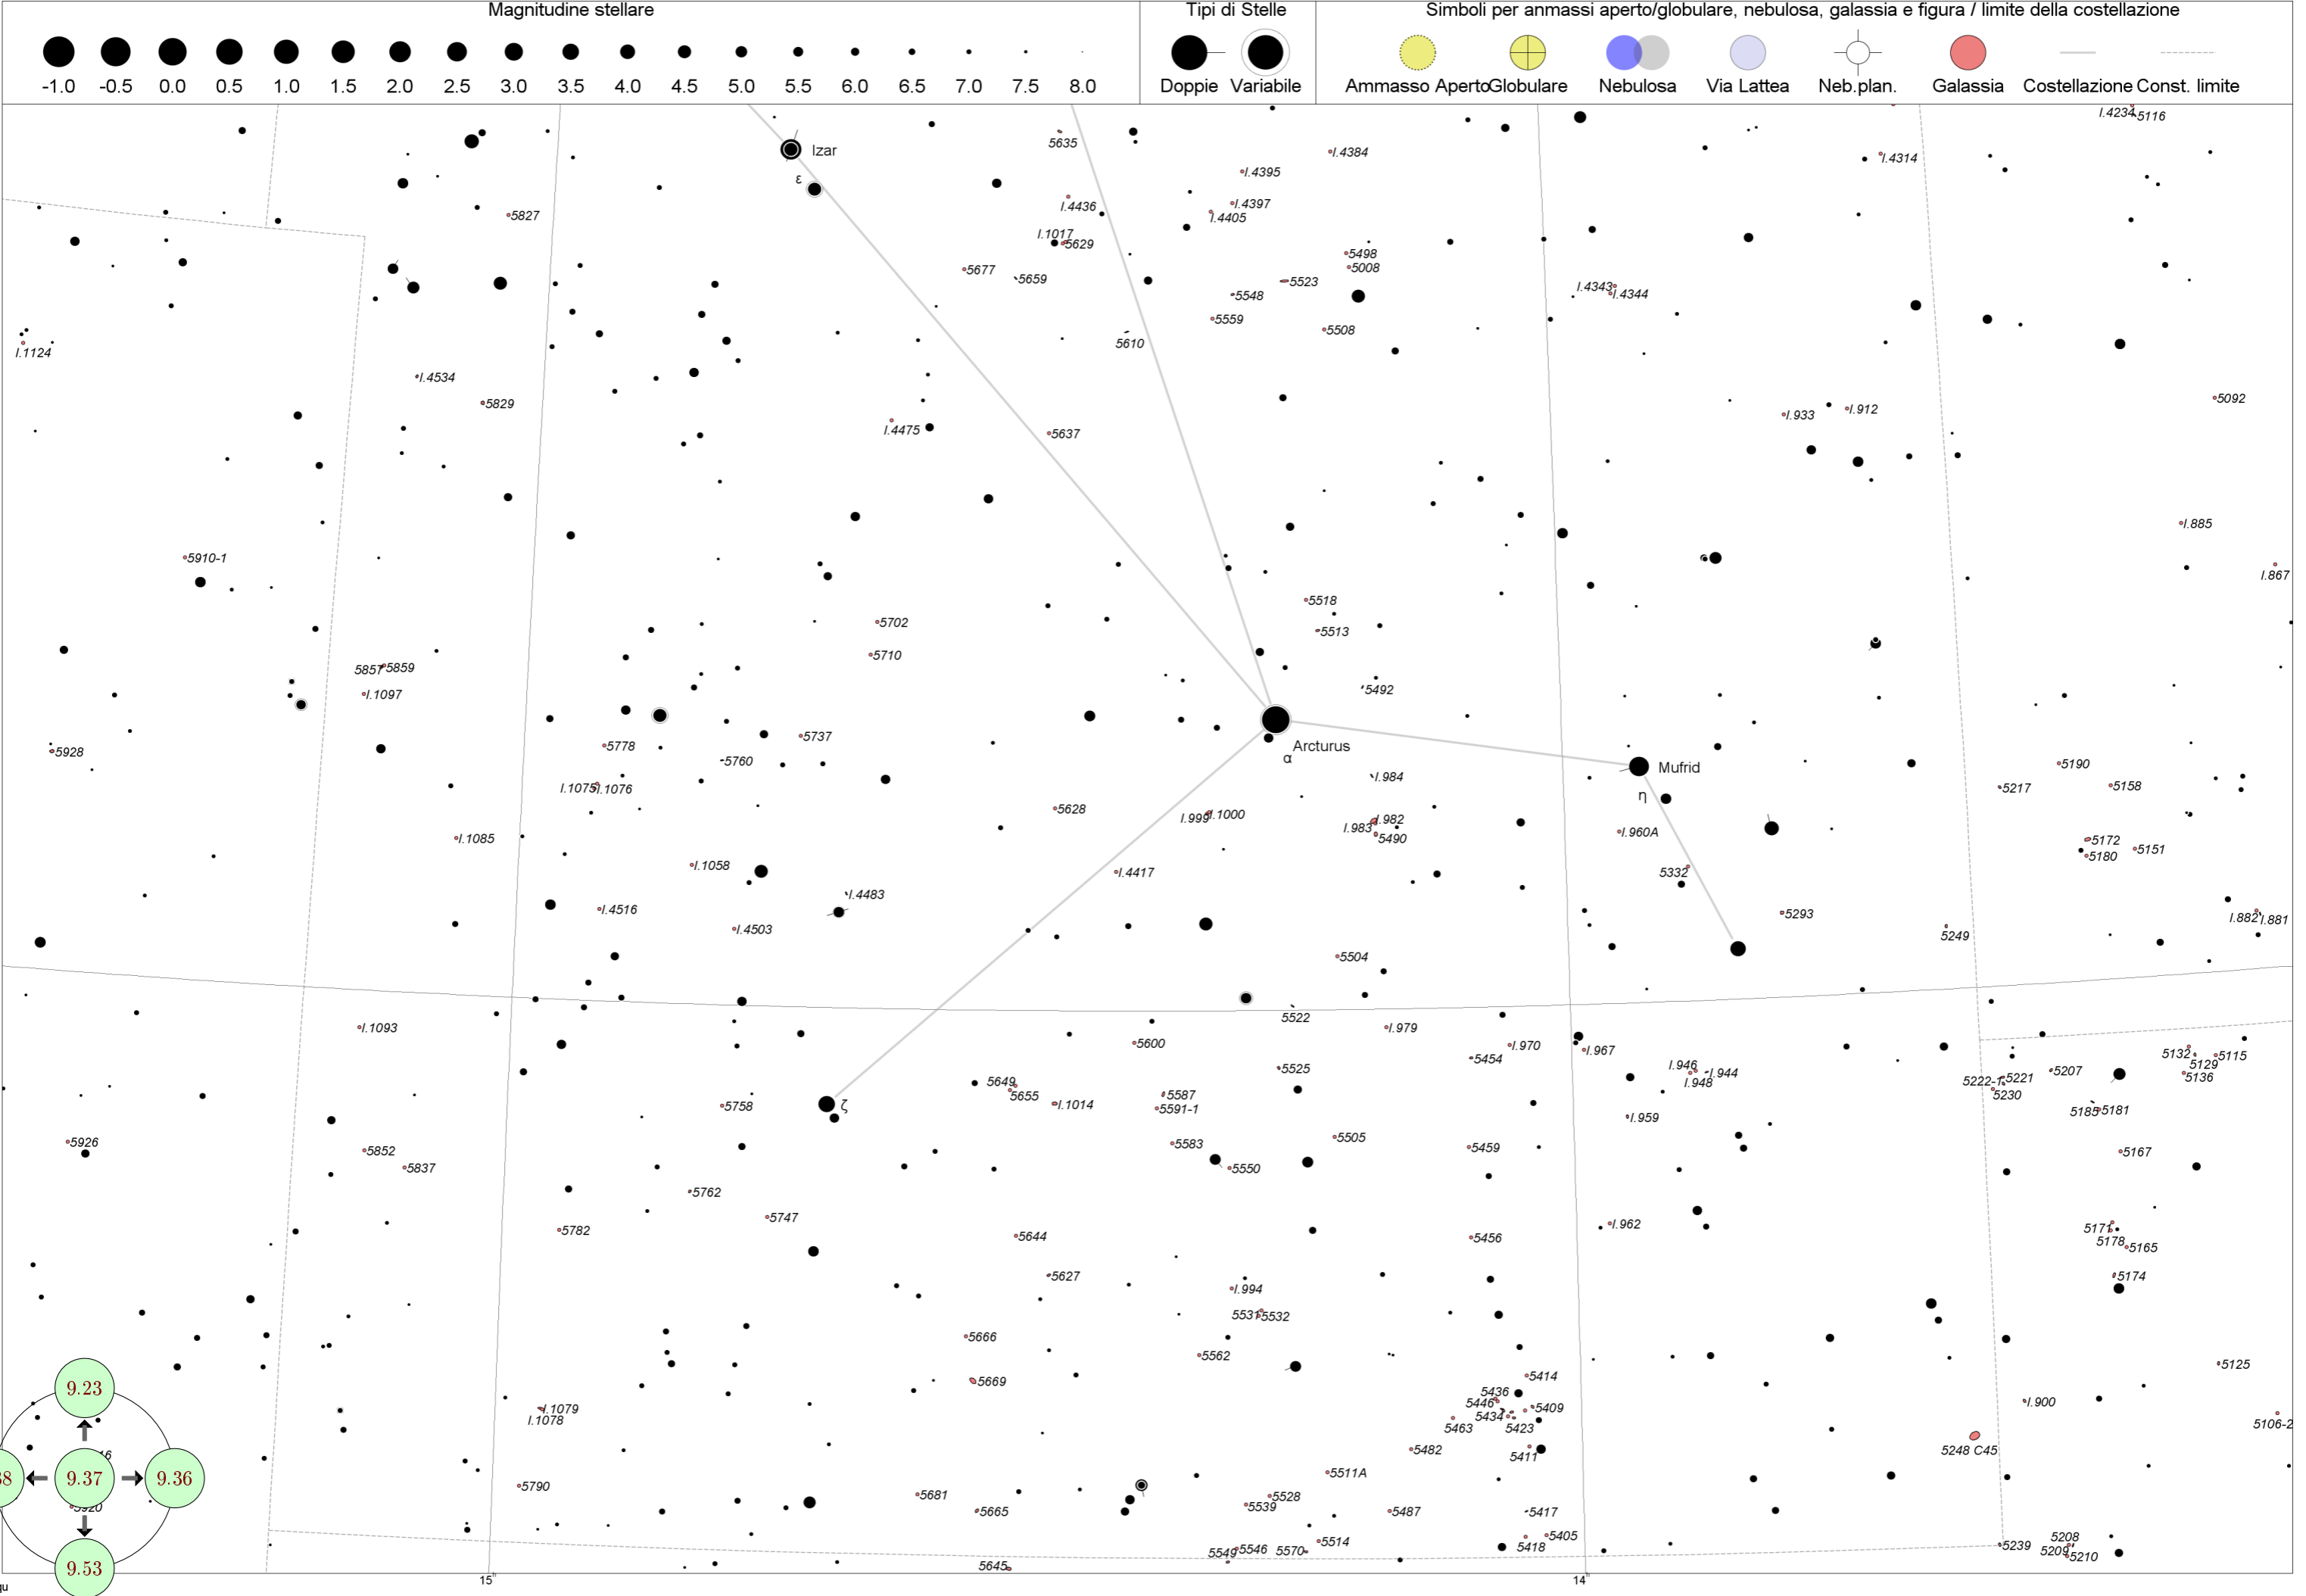 Magnitudine stellare
Tipi di Stelle
Simboli per anmassi aperto/globulare, nebulosa, galassia e figura / limite della costellazione
-1.0 -0.5 0.0 0.5 1.0 1.5 2.0 2.5 3.0 3.5 4.0 4.5 5.0 5.5 6.0 6.5 7.0 7.5 8.0
Doppie Variabile
Ammasso Aperto Globulare Nebulosa Via Lattea Neb.plan. Galassia Costellazione Const. limite
I.4234 5116
5635
Izar
I.4384
I.4314
I.4395
ε
I.4436
I.4397
I.4405
5827
I.1017
5629
5498
5008
5677
5659
5523
I.4343
I.4344
5548
5559
5508
5610
I.1124
I.4534
5829
5092
I.933
I.912
I.4475
5637
I.885
5910-1
I.867
5518
5702
5513
5710
5857 5859
I.1097
5492
5928
5778
5737
5760
Arcturus
α
Mufrid
5190
I.984
I.1075 I.1076
5217
5158
η
5628
I.999 I.1000
I.982
I.983
5490
I.960A
I.1085
5172
5151
5180
I.1058
I.4417
5332
I.4483
I.4516
5293
I.882 I.881
I.4503
5249
5504
5522
I.1093
I.979
5600
I.970
I.967
5454
5132
5115
5129
5136
5525
I.946
I.944
I.948
5207
5649
5655
5222-1
5221
5230
5587
5591-1
I.1014
5758
ζ
5185 5181
I.959
5926
5852
5837
5583
5505
5459
5167
5550
5762
5747
5782
I.962
5644
5456
5171
5178
5165
5627
5174
I.994
5531 5532
5666
5562
5125
5669
5414
9.23
5436
5446
5409
I.900
I.1079
I.1078
5434
5463
5423
5106-2
5482
5411
5248 C45
9.37
9.36
5511A
5790
5681
5528
5539
5665
5487
5417
5514
5405
5418
5549 5546
5570
5239
5208
5209
5210
9.53
5645
15h
14h